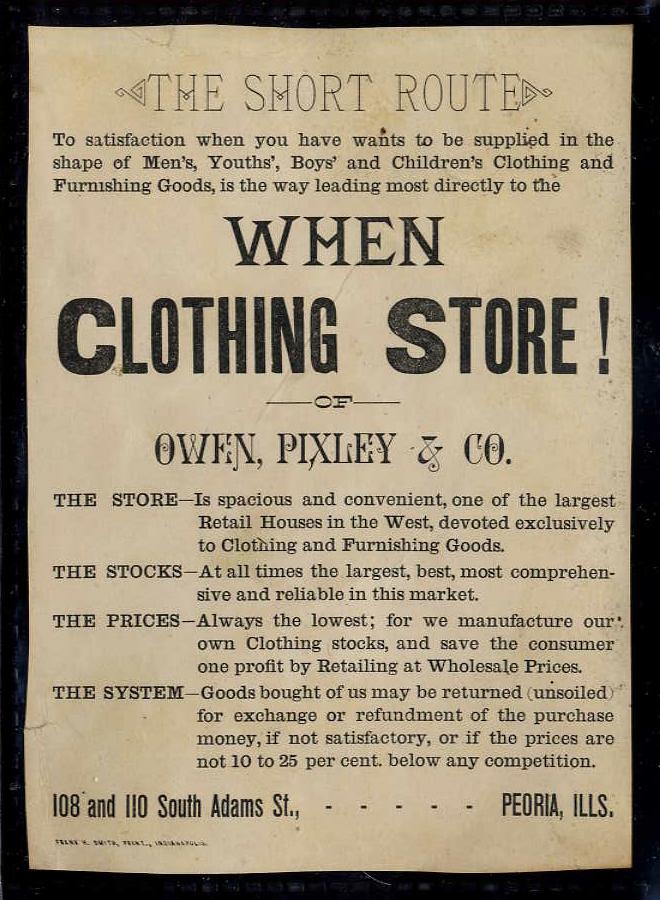 THE SHORT ROUTE
To satisfaction when you have wants to be supplied in the
shape of Men's, Youths', Boys' and Children's Clothing and
Furnishing Goods, is the way leading most directly to the
WHEN
CLOTHING STORE!
OF
OWEN, PIXLEY & CO.
THE STORE—Is spacious and convenient, one of the largest
Retail Houses in the West, devoted exclusively
to Clothing and Furnishing Goods.
THE STOCKS—At all times the largest, best, most comprehen-
sive and reliable in this market.
THE PRICES—Always the lowest; for we manufacture our
own Clothing stocks, and save the consumer
one profit by Retailing at Wholesale Prices.
THE SYSTEM—Goods bought of us may be returned (unsoiled)
for exchange or refundment of the purchase
money, if not satisfactory, or if the prices are
not 10 to 25 per cent. below any competition.
108 and 110 South Adams St., - - - - - PEORIA, ILLS.
FRANK H. SMITH, PRINT., INDIANAPOLIS.